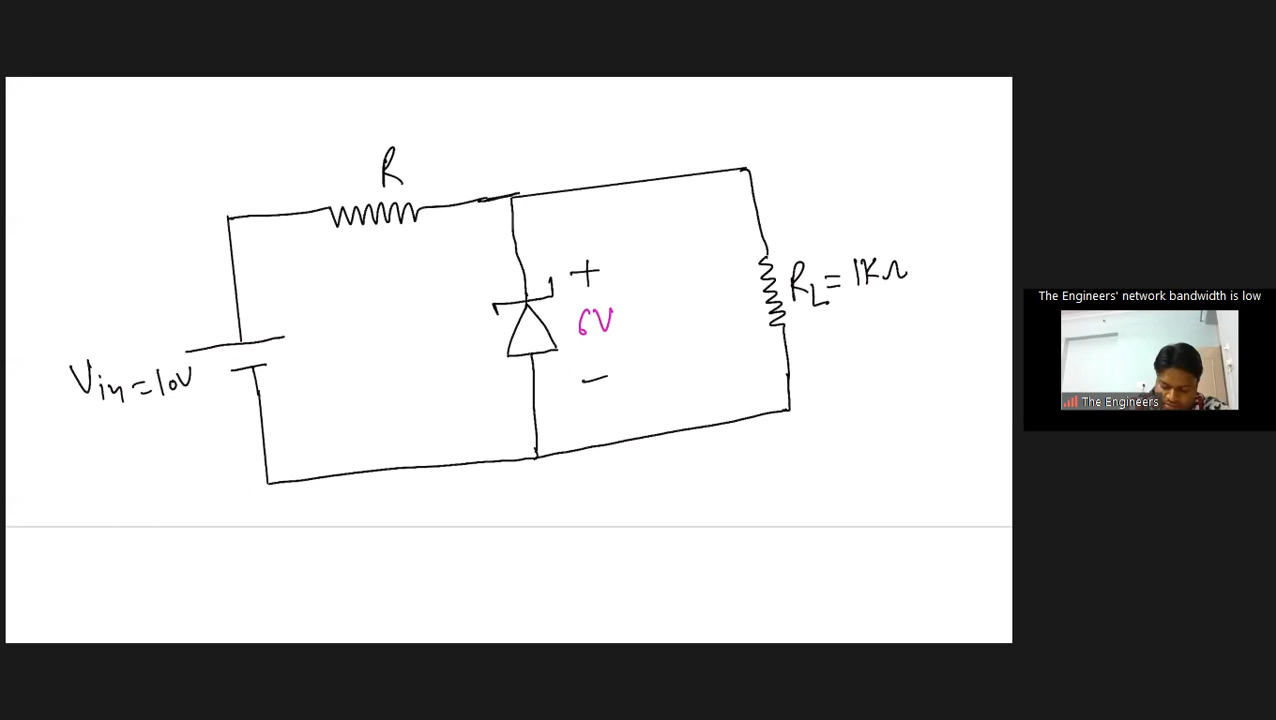 R
+
6V
−
RL = 1KΩ
Vin = 10V
The Engineers' network bandwidth is low
The Engineers